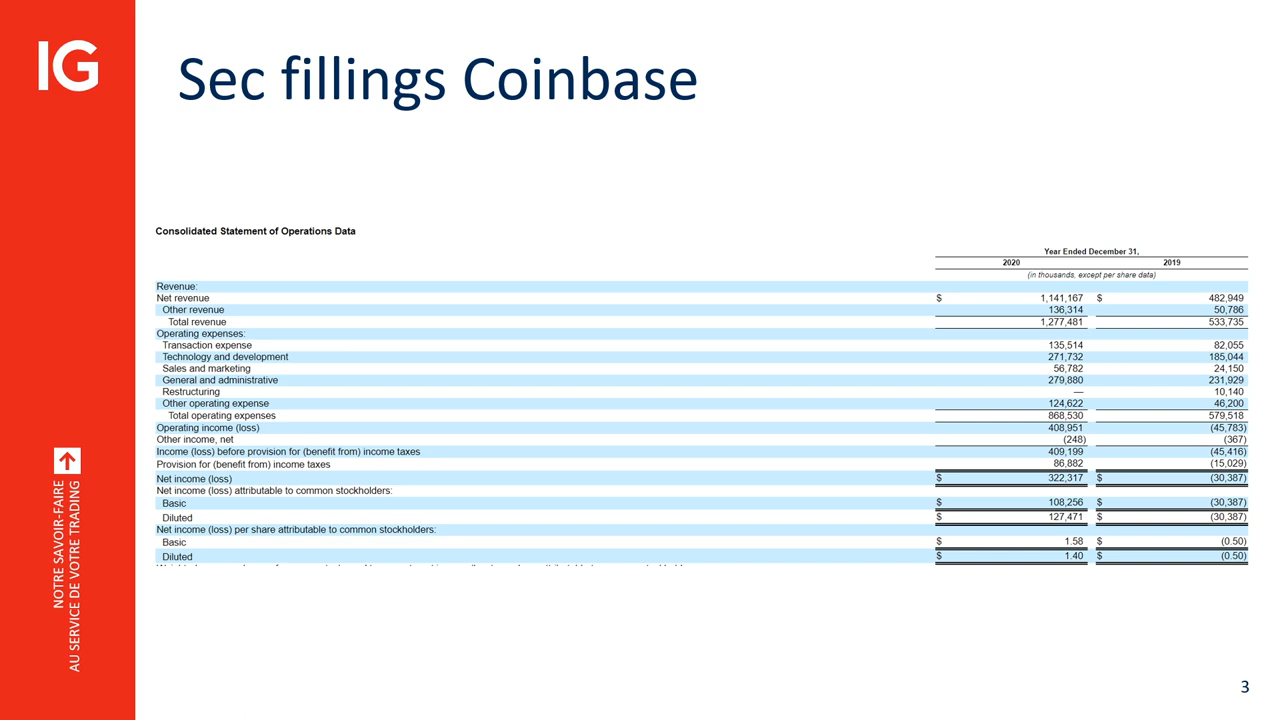 IG
Sec fillings Coinbase
Consolidated Statement of Operations Data
Year Ended December 31,
2020 2019
(in thousands, except per share data)
Revenue:
Net revenue $ 1,141,167 $ 482,949
Other revenue 136,314 50,786
Total revenue 1,277,481 533,735
Operating expenses:
Transaction expense 135,514 82,055
Technology and development 271,732 185,044
Sales and marketing 56,782 24,150
General and administrative 279,880 231,929
Restructuring — 10,140
Other operating expense 124,622 46,200
Total operating expenses 868,530 579,518
Operating income (loss) 408,951 (45,783)
Other income, net (248) (367)
Income (loss) before provision for (benefit from) income taxes 409,199 (45,416)
Provision for (benefit from) income taxes 86,882 (15,029)
Net income (loss) $ 322,317 $ (30,387)
Net income (loss) attributable to common stockholders:
Basic $ 108,256 $ (30,387)
Diluted $ 127,471 $ (30,387)
Net income (loss) per share attributable to common stockholders:
Basic $ 1.58 $ (0.50)
Diluted $ 1.40 $ (0.50)
NOTRE SAVOIR-FAIRE
AU SERVICE DE VOTRE TRADING
3